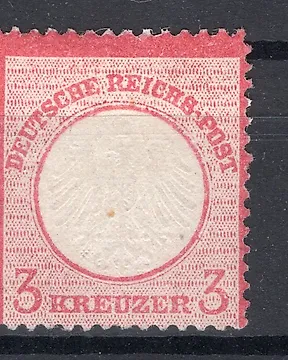 DEUTSCHE REICHS-POST
3 KREUZER 3